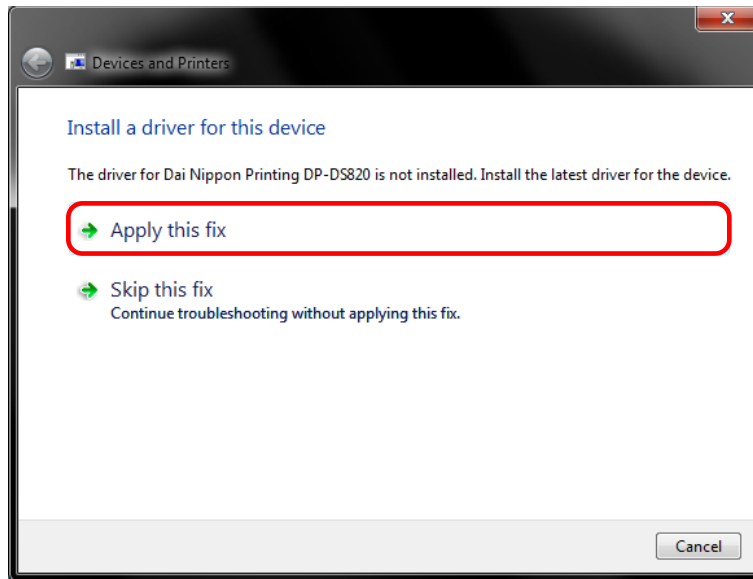 Devices and Printers
Install a driver for this device
The driver for Dai Nippon Printing DP-DS820 is not installed. Install the latest driver for the device.
Apply this fix
Skip this fix
Continue troubleshooting without applying this fix.
Cancel